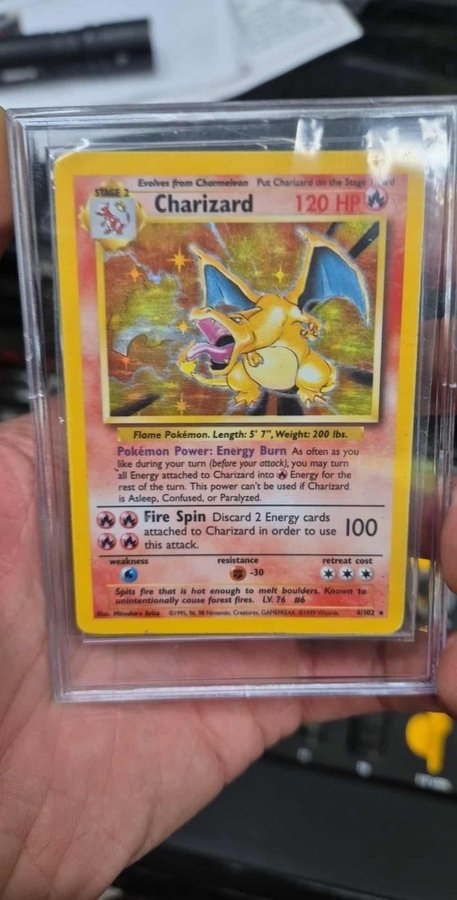 Evolves from Charmeleon Put Charizard on the Stage 1 card
STAGE 2
Charizard 120 HP
Flame Pokémon. Length: 5' 7", Weight: 200 lbs.
Pokémon Power: Energy Burn As often as you
like during your turn (before your attack), you may turn
all Energy attached to Charizard into Energy for the
rest of the turn. This power can't be used if Charizard
is Asleep, Confused, or Paralyzed.
Fire Spin Discard 2 Energy cards
attached to Charizard in order to use
this attack.
100
weakness resistance retreat cost
-30
Spits fire that is hot enough to melt boulders. Known to
unintentionally cause forest fires. LV. 76 #6
Illus. Mitsuhiro Arita ©1995, 96, 98 Nintendo, Creatures, GAMEFREAK. ©1999 Wizards. 4/102 ★